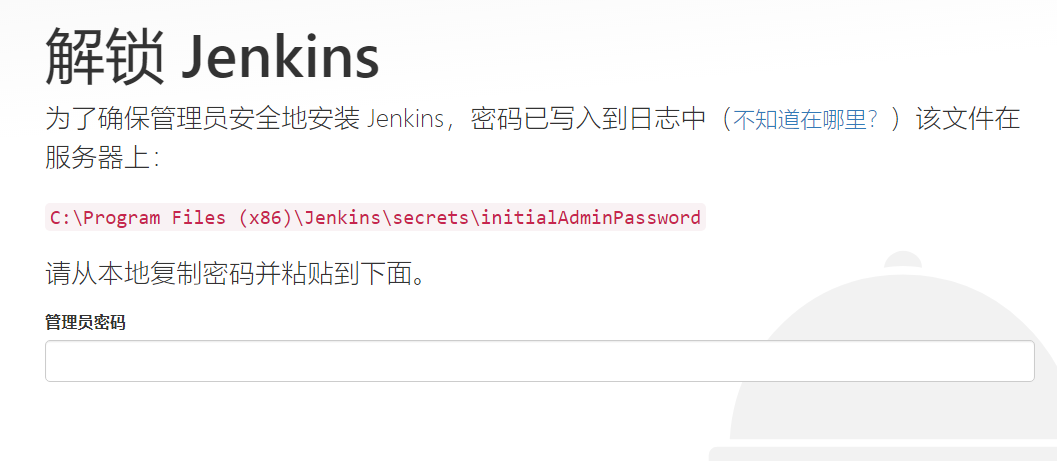 解锁 Jenkins
为了确保管理员安全地安装 Jenkins，密码已写入到日志中（不知道在哪里？）该文件在
服务器上：
C:\Program Files (x86)\Jenkins\secrets\initialAdminPassword
请从本地复制密码并粘贴到下面。
管理员密码